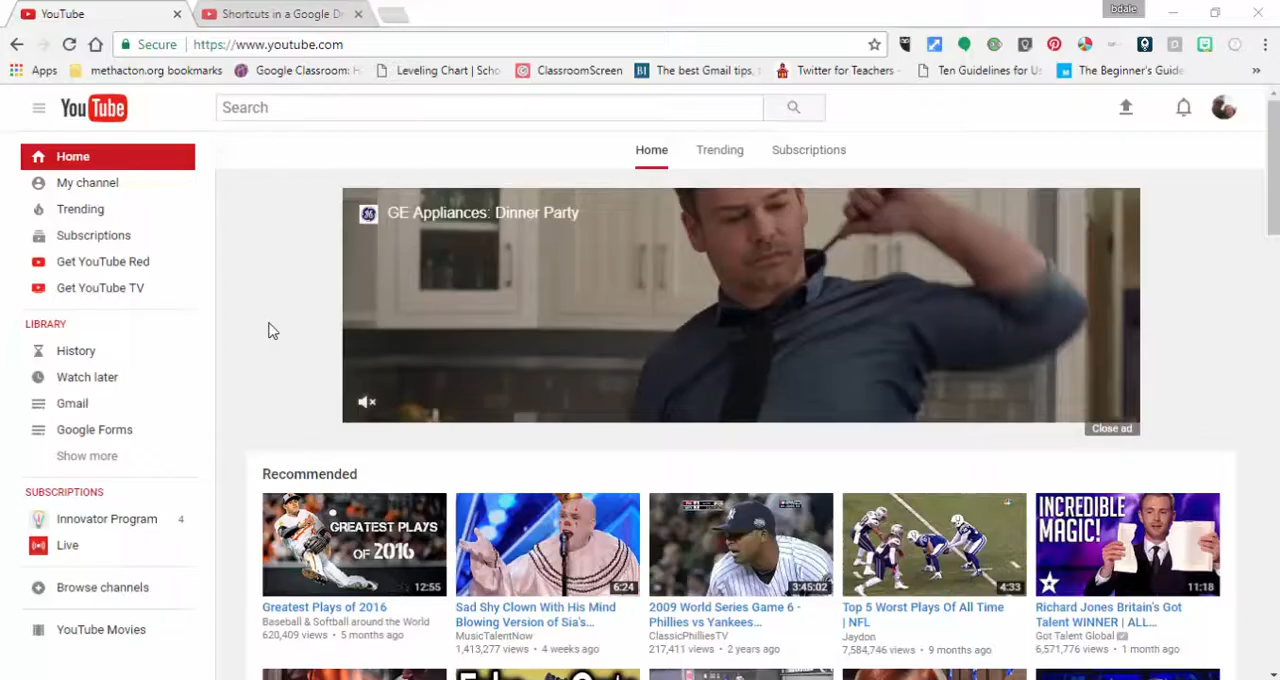 YouTube
Shortcuts in a Google Dr
bdale
Secure
https://www.youtube.com
Apps
methacton.org bookmarks
Google Classroom: H
Leveling Chart | Scho
ClassroomScreen
BI
The best Gmail tips,
Twitter for Teachers -
Ten Guidelines for Us
The Beginner's Guide
»
YouTube
Search
Home
Trending
Subscriptions
Home
My channel
Trending
Subscriptions
Get YouTube Red
Get YouTube TV
LIBRARY
History
Watch later
Gmail
Google Forms
Show more
SUBSCRIPTIONS
Innovator Program 4
Live
Browse channels
YouTube Movies
GE Appliances: Dinner Party
Close ad
Recommended
GREATEST PLAYS
OF 2016
12:55
Greatest Plays of 2016
Baseball & Softball around the World
620,409 views • 5 months ago
6:24
Sad Shy Clown With His Mind
Blowing Version of Sia's...
MusicTalentNow
1,413,277 views • 4 weeks ago
3:45:02
2009 World Series Game 6 -
Phillies vs Yankees...
ClassicPhilliesTV
217,411 views • 2 years ago
4:33
Top 5 Worst Plays Of All Time
| NFL
Jaydon
7,584,746 views • 9 months ago
INCREDIBLE
MAGIC!
11:18
Richard Jones Britain's Got
Talent WINNER | ALL...
Got Talent Global
6,571,776 views • 1 month ago